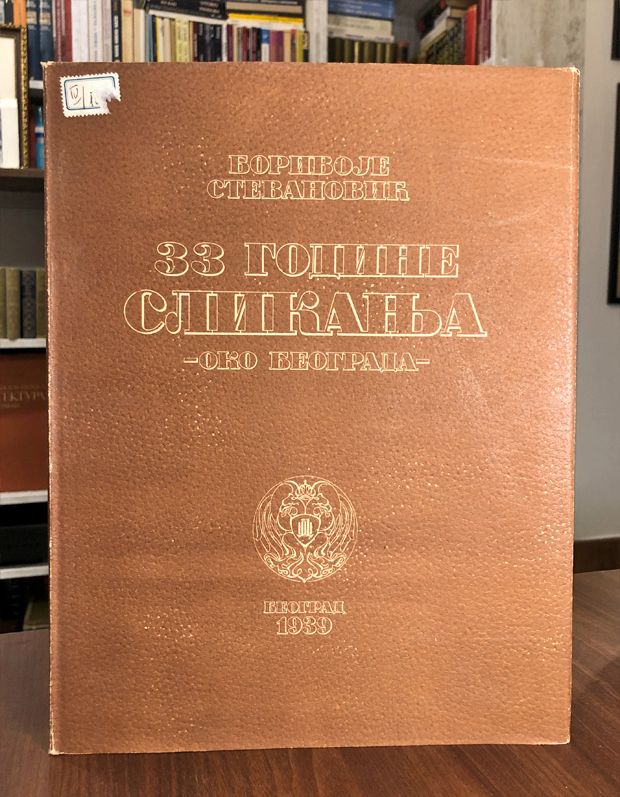 БОРИВОЈЕ
СТЕВАНОВИЋ
33 ГОДИНЕ
СЛИКАЊА
-ОКО БЕОГРАДА-
БЕОГРАД
1939